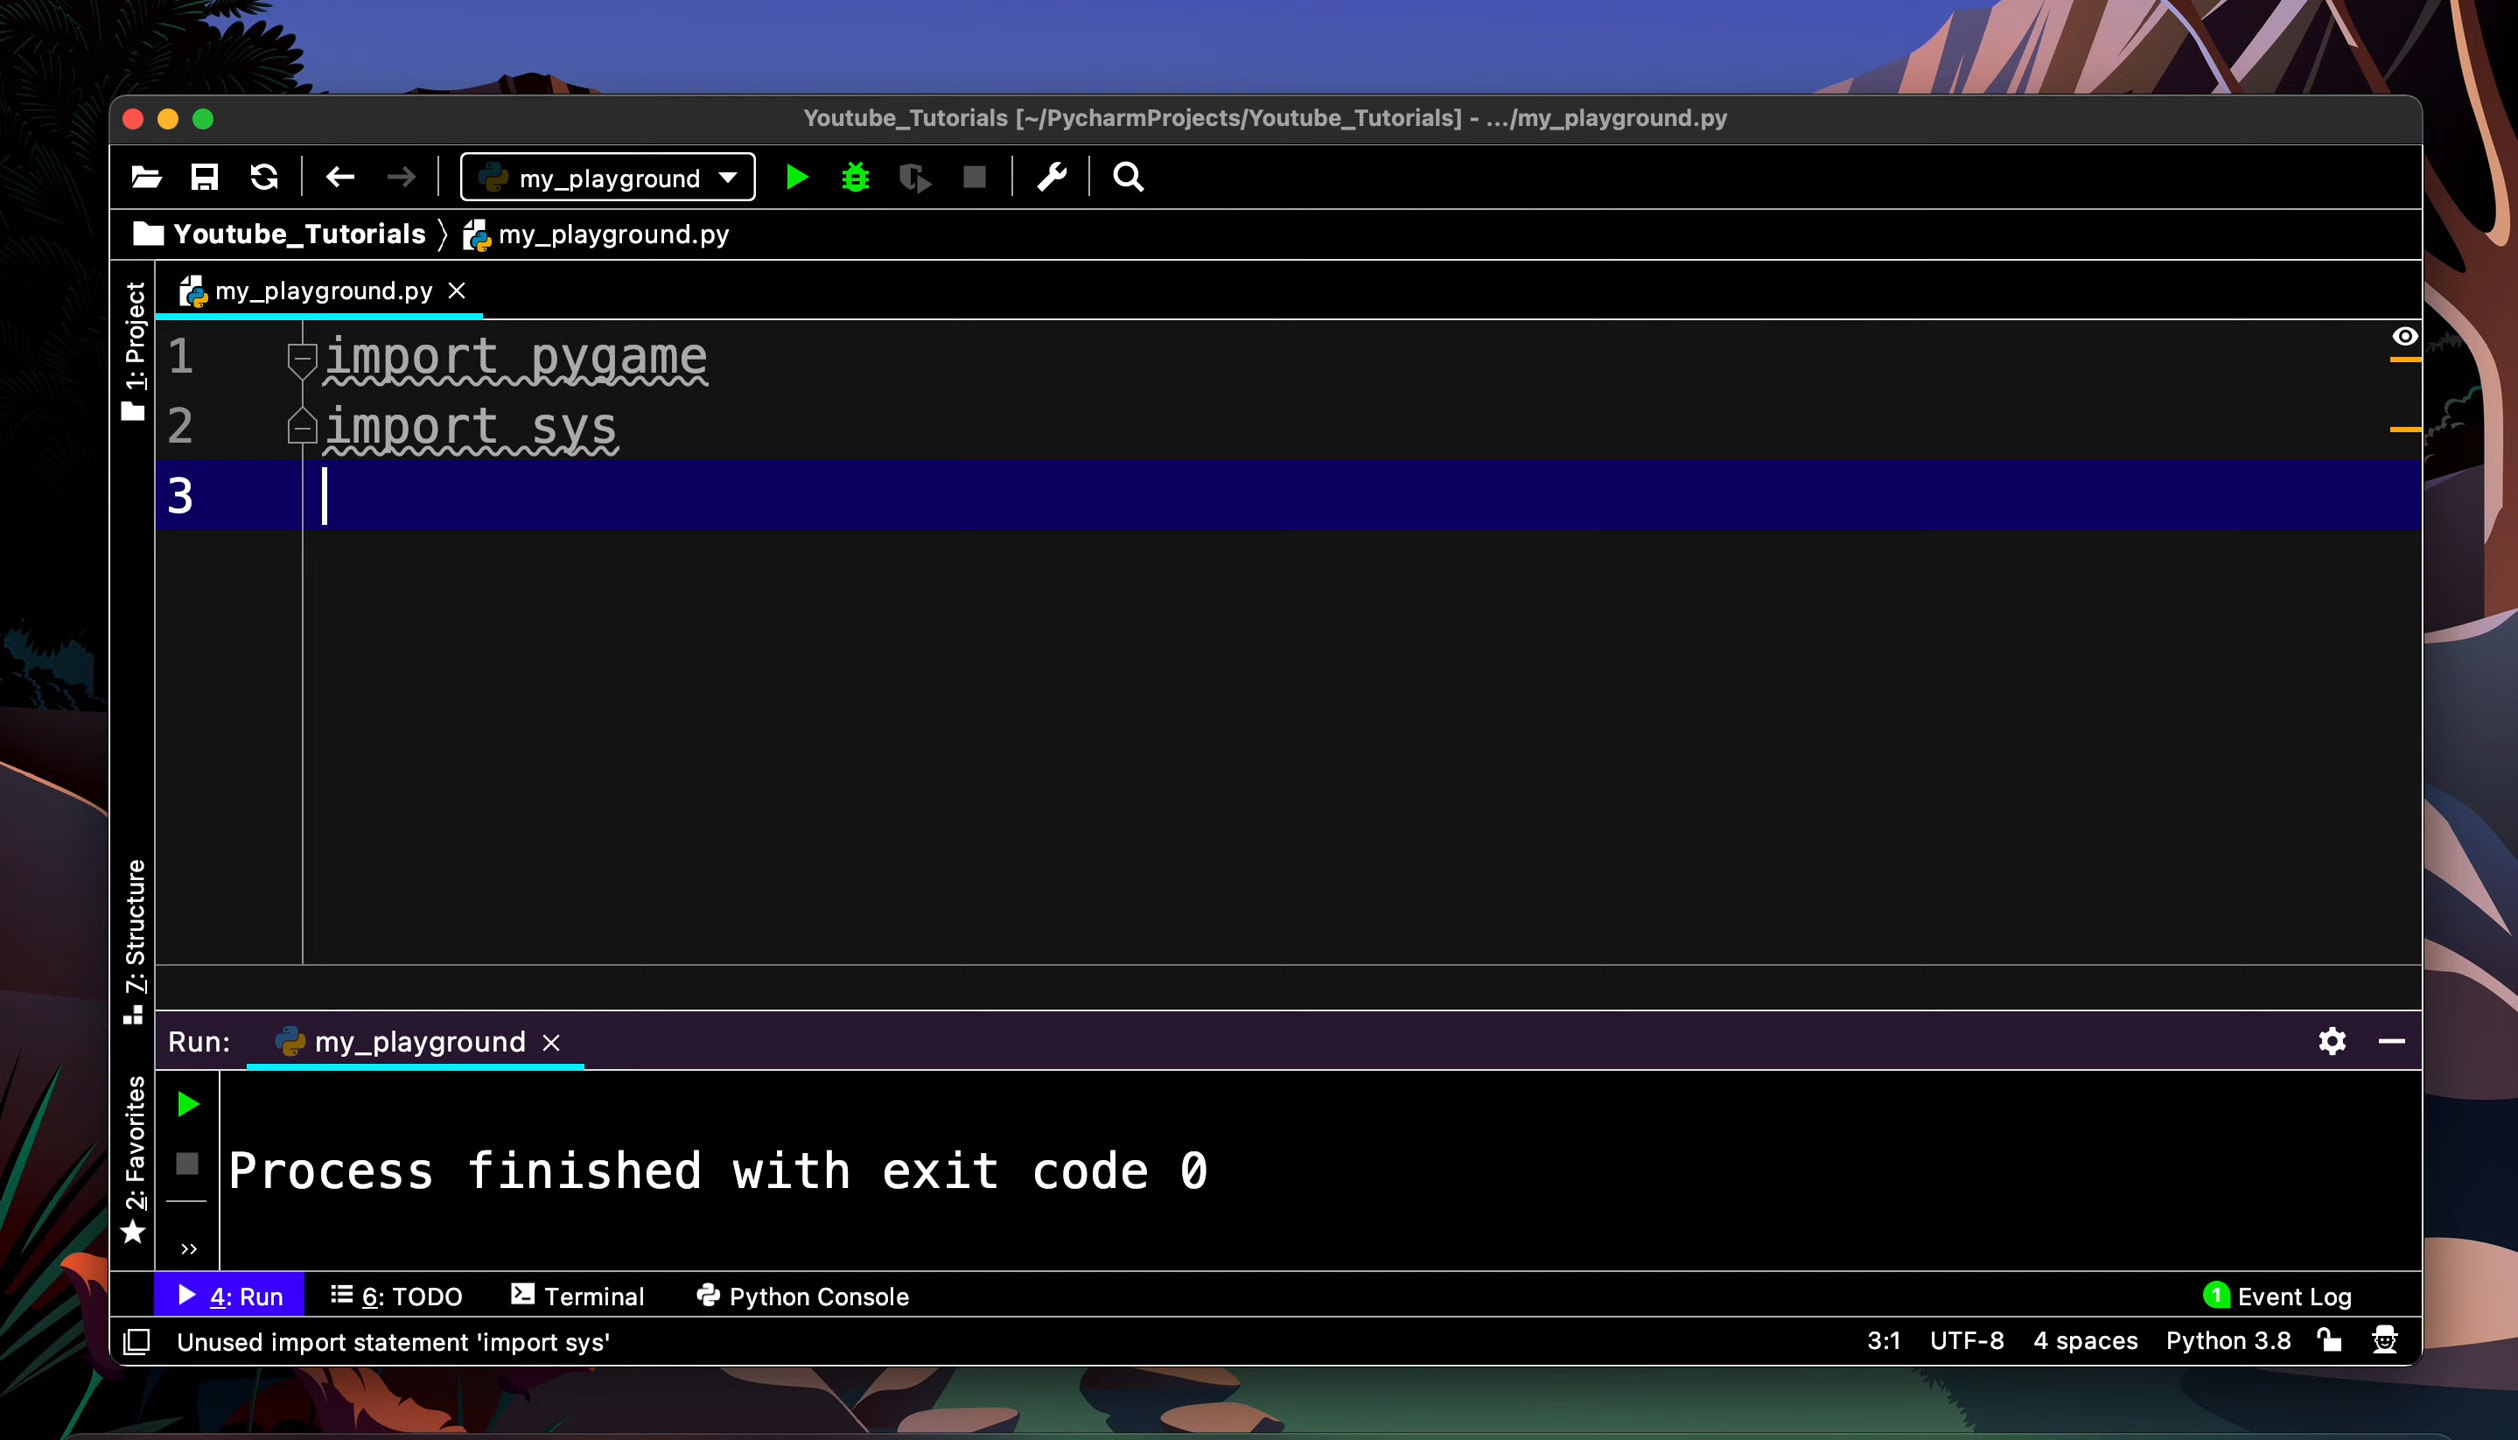 Youtube_Tutorials [~/PycharmProjects/Youtube_Tutorials] - .../my_playground.py
my_playground
Youtube_Tutorials 〉 my_playground.py
my_playground.py
1: Project
1 import pygame
2 import sys
3
7: Structure
2: Favorites
Run: my_playground
Process finished with exit code 0
4: Run 6: TODO Terminal Python Console 1 Event Log
Unused import statement 'import sys' 3:1 UTF-8 4 spaces Python 3.8